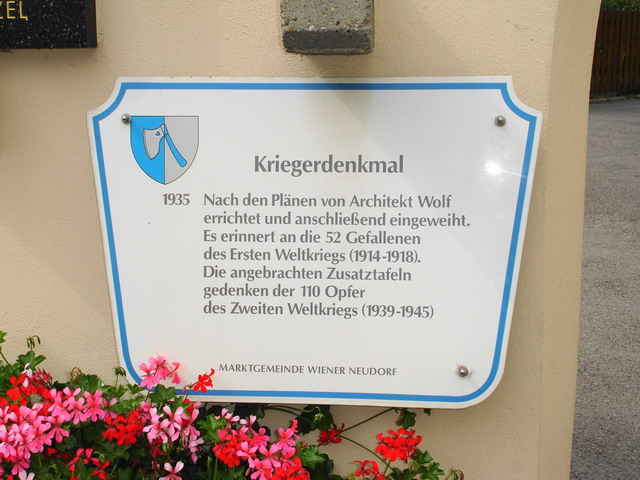 ZEL
Kriegerdenkmal
1935 Nach den Plänen von Architekt Wolf
errichtet und anschließend eingeweiht.
Es erinnert an die 52 Gefallenen
des Ersten Weltkriegs (1914-1918).
Die angebrachten Zusatztafeln
gedenken der 110 Opfer
des Zweiten Weltkriegs (1939-1945)
MARKTGEMEINDE WIENER NEUDORF